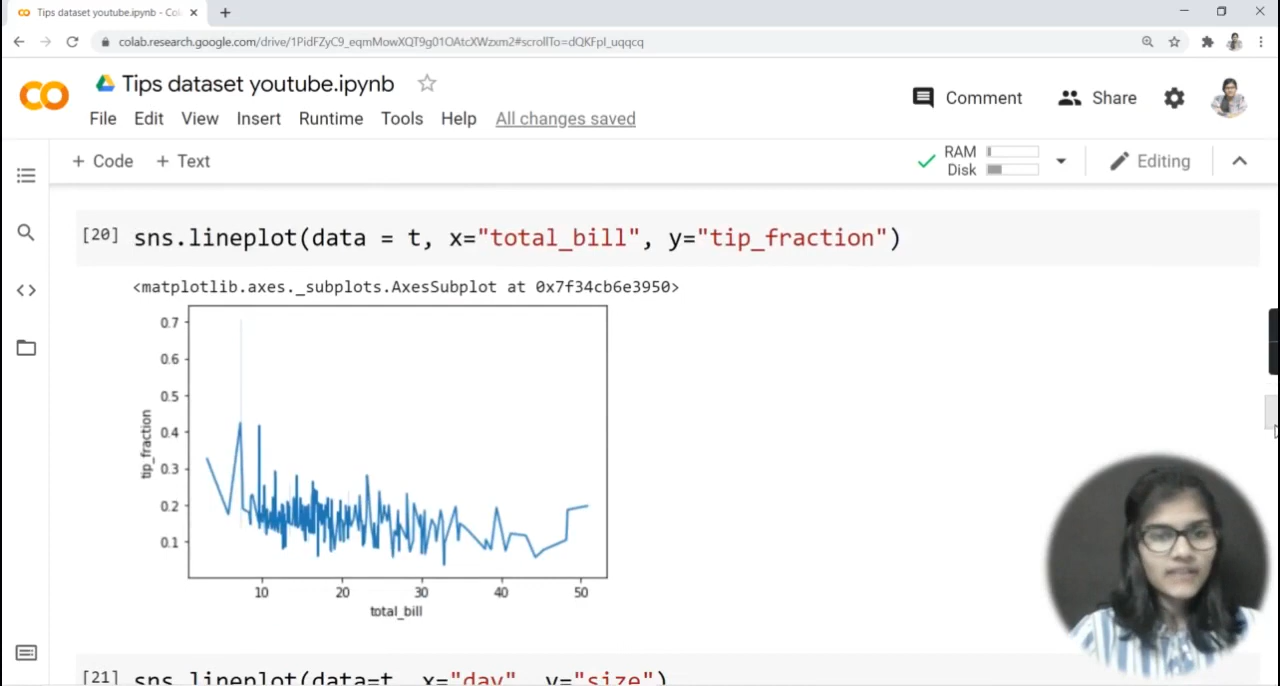 Tips dataset youtube.ipynb - Col
colab.research.google.com/drive/1PidFZyC9_eqmMowXQT9g01OAtcXWzxm2#scrollTo=dQKFpI_uqqcq
CO
Tips dataset youtube.ipynb
Comment
Share
File Edit View Insert Runtime Tools Help All changes saved
+ Code + Text
RAM
Disk
Editing
[20] sns.lineplot(data = t, x="total_bill", y="tip_fraction")
<matplotlib.axes._subplots.AxesSubplot at 0x7f34cb6e3950>
0.7
0.6
0.5
0.4
0.3
0.2
0.1
tip_fraction
10 20 30 40 50
total_bill
[21] sns.lineplot(data=t, x="day", y="size")